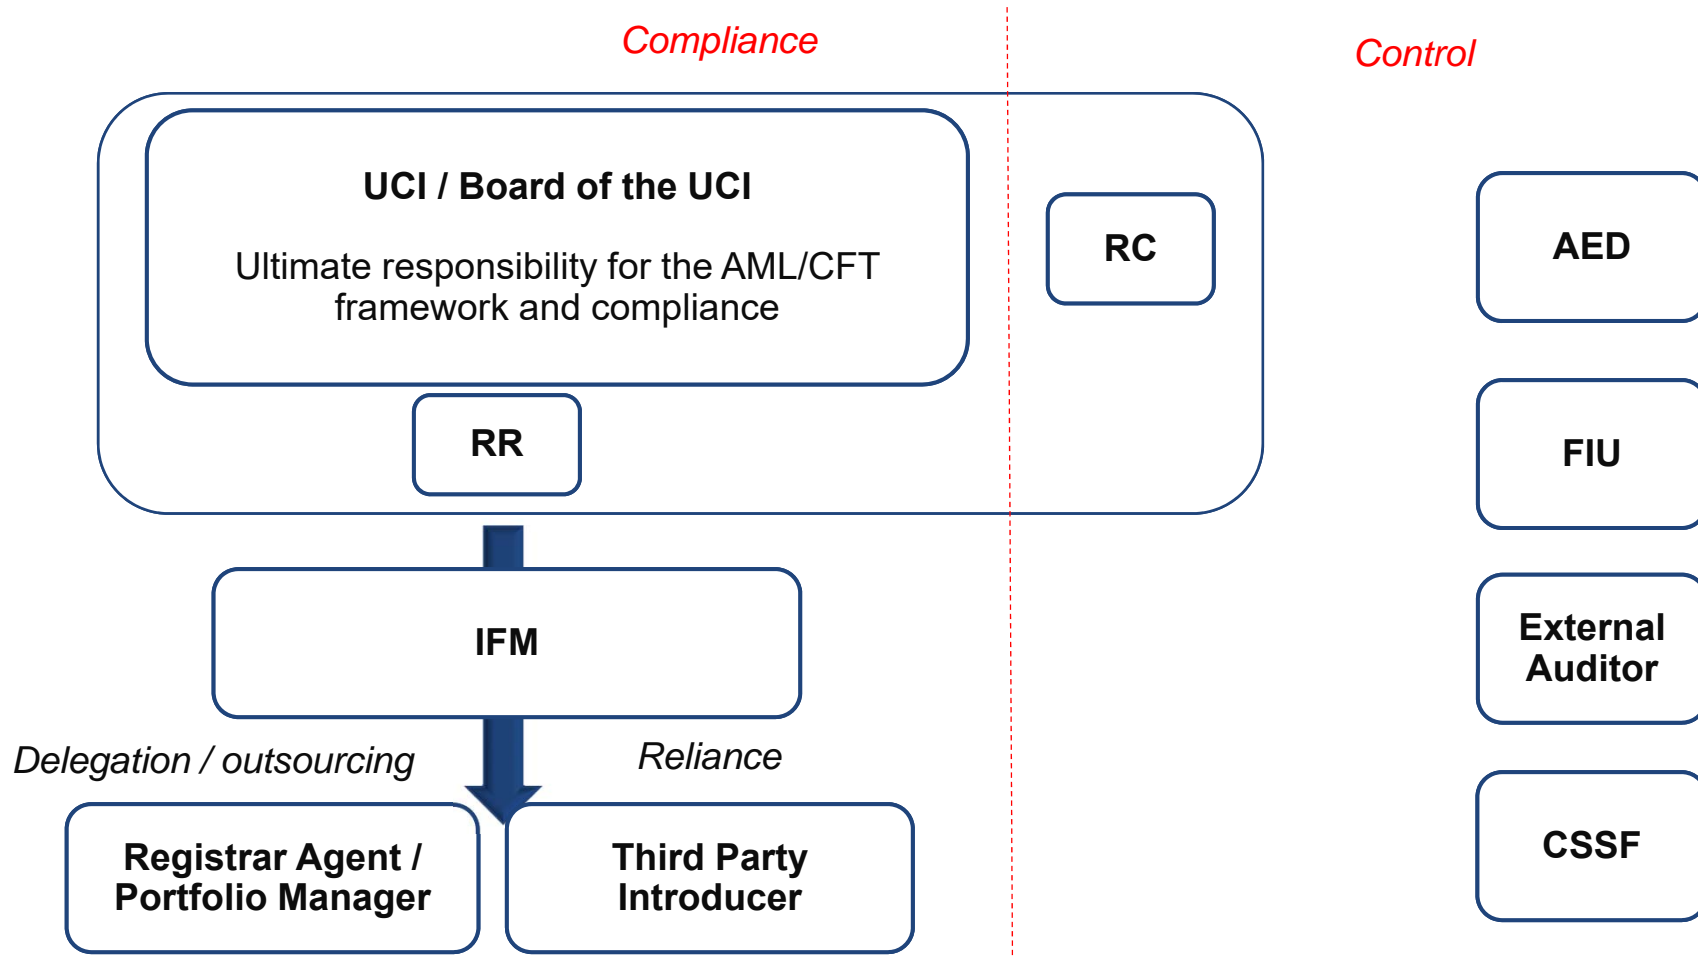 Compliance
Control
UCI / Board of the UCI
Ultimate responsibility for the AML/CFT
framework and compliance
RC
RR
AED
FIU
IFM
External
Auditor
Delegation / outsourcing
Reliance
Registrar Agent /
Portfolio Manager
Third Party
Introducer
CSSF